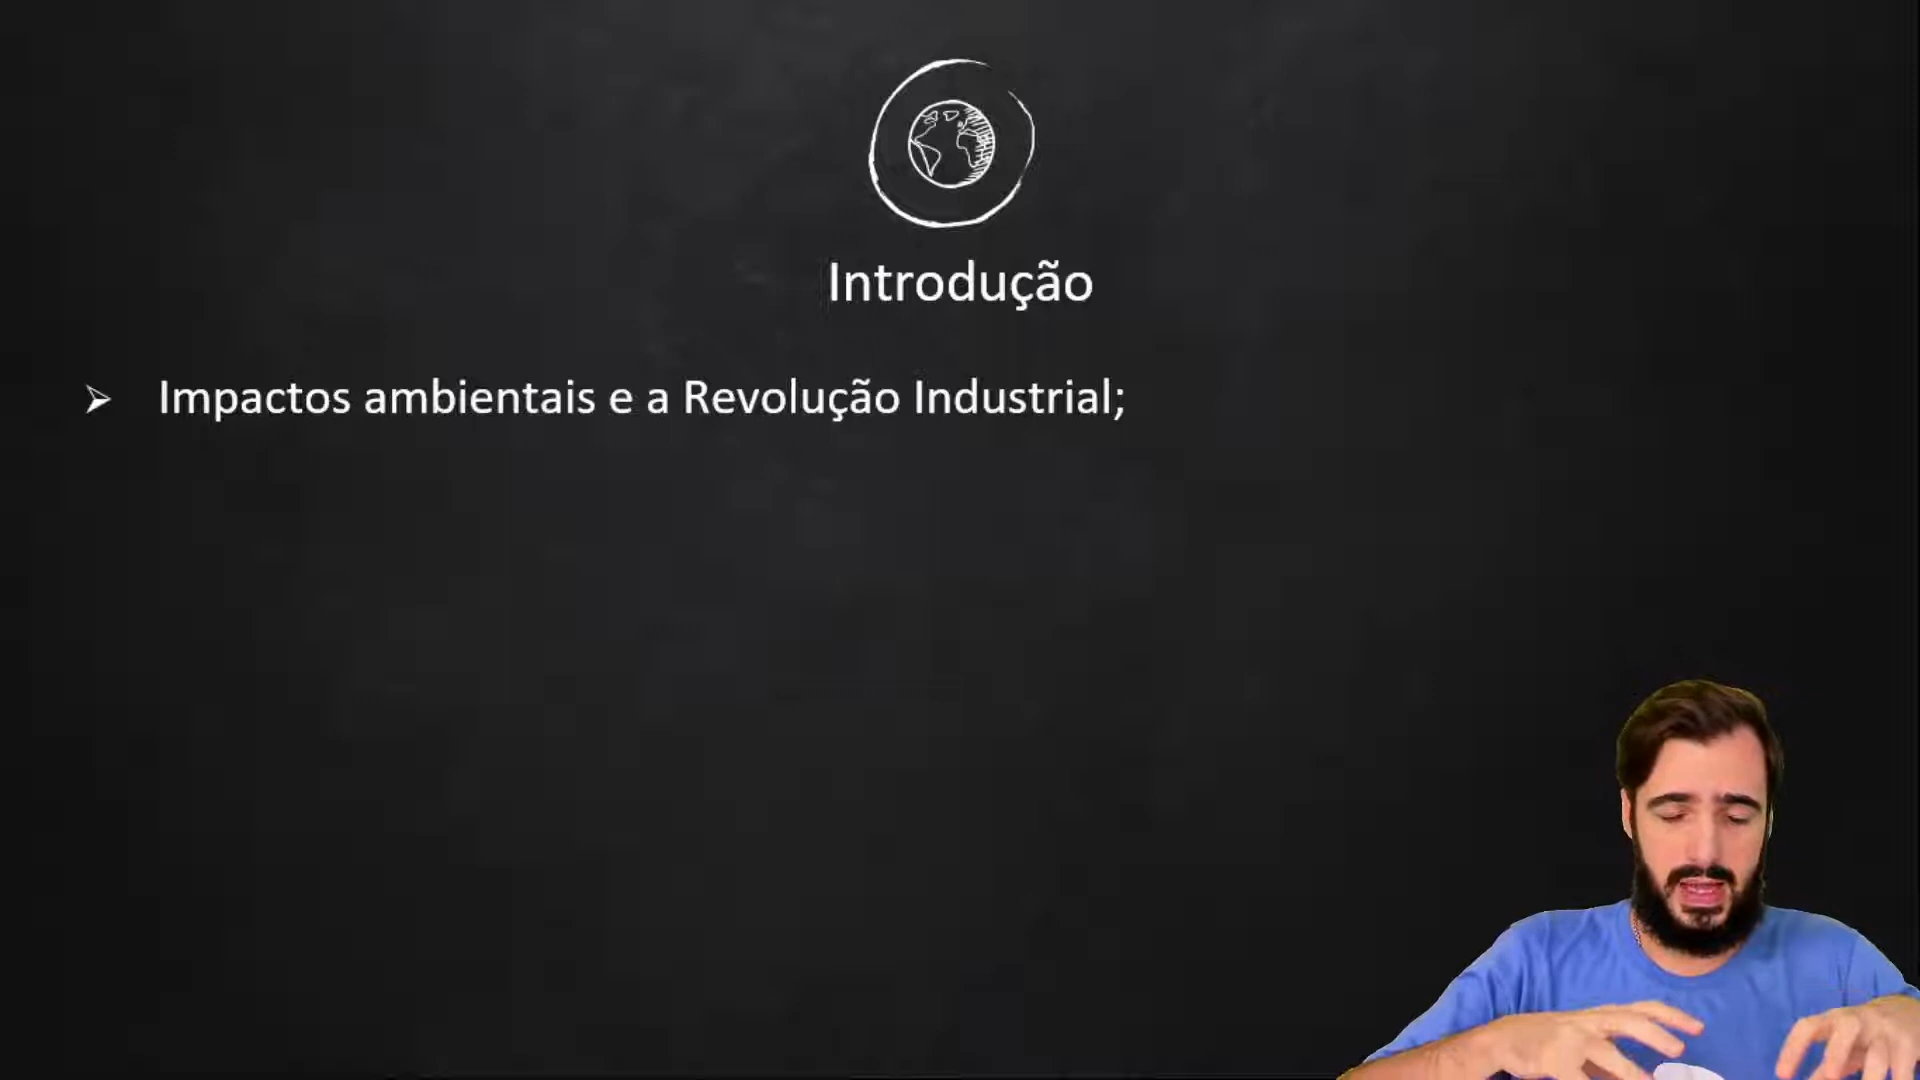 Introdução
➢ Impactos ambientais e a Revolução Industrial;